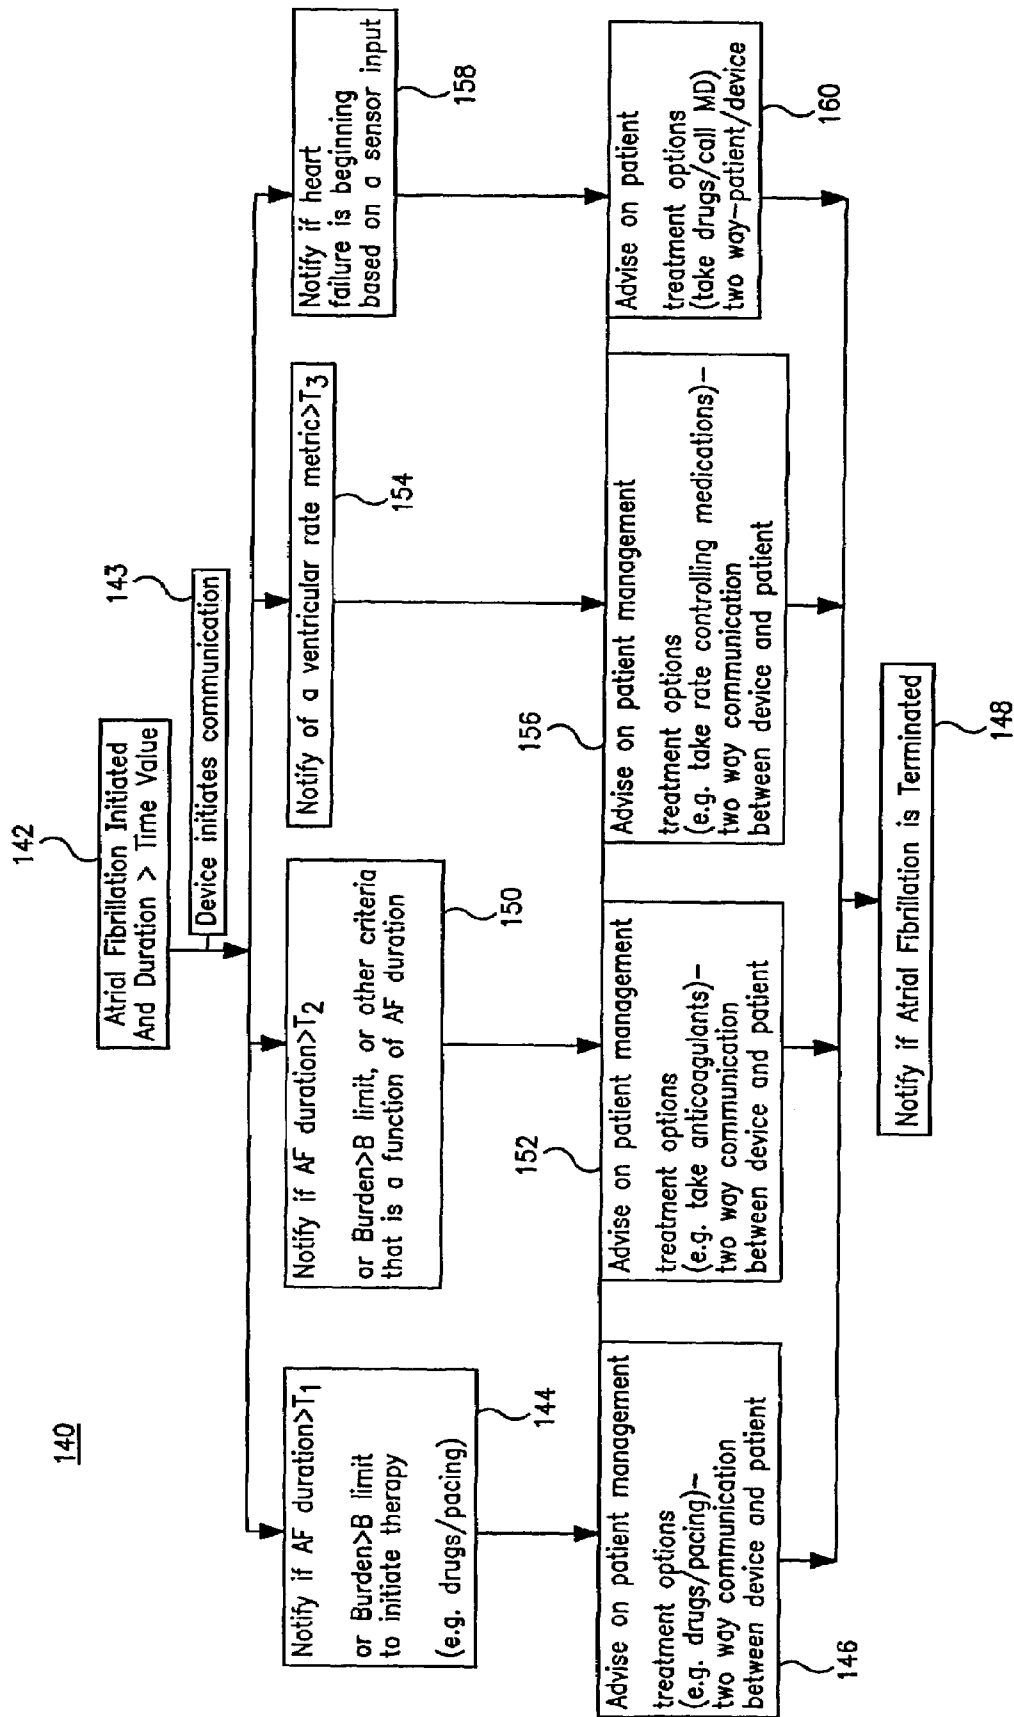 140
142
Atrial Fibrillation Initiated
And Duration > Time Value
143
Device initiates communication
Notify if AF duration>T1
or Burden>B limit
to initiate therapy
(e.g. drugs/pacing)
144
Notify if AF duration>T2
or Burden>B limit, or other criteria
that is a function of AF duration
150
Notify of a ventricular rate metric>T3
154
Notify if heart
failure is beginning
based on a sensor input
158
Advise on patient management
treatment options
(e.g. drugs/pacing)–
two way communication
between device and patient
146
152
Advise on patient management
treatment options
(e.g. take anticoagulants)–
two way communication
between device and patient
156
Advise on patient management
treatment options
(e.g. take rate controlling medications)–
two way communication
between device and patient
Advise on patient
treatment options
(take drugs/call MD)
two way–patient/device
160
Notify if Atrial Fibrillation is Terminated
148